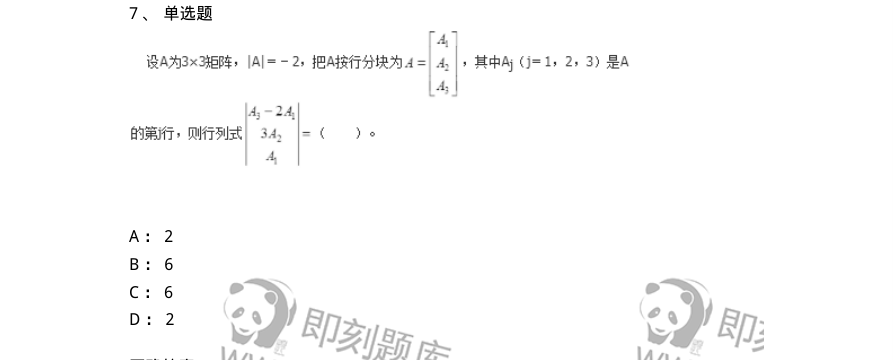 7、 单选题
设A为3×3矩阵，|A|=－2，把A按行分块为 A = [A₁ A₂ A₃]，其中Aj（j=1，2，3）是A
的第j行，则行列式 |A₃－2A₁ 3A₂ A₁| =（　　）。
A： 2
B： 6
C： 6
D： 2
即刻题库
即刻题